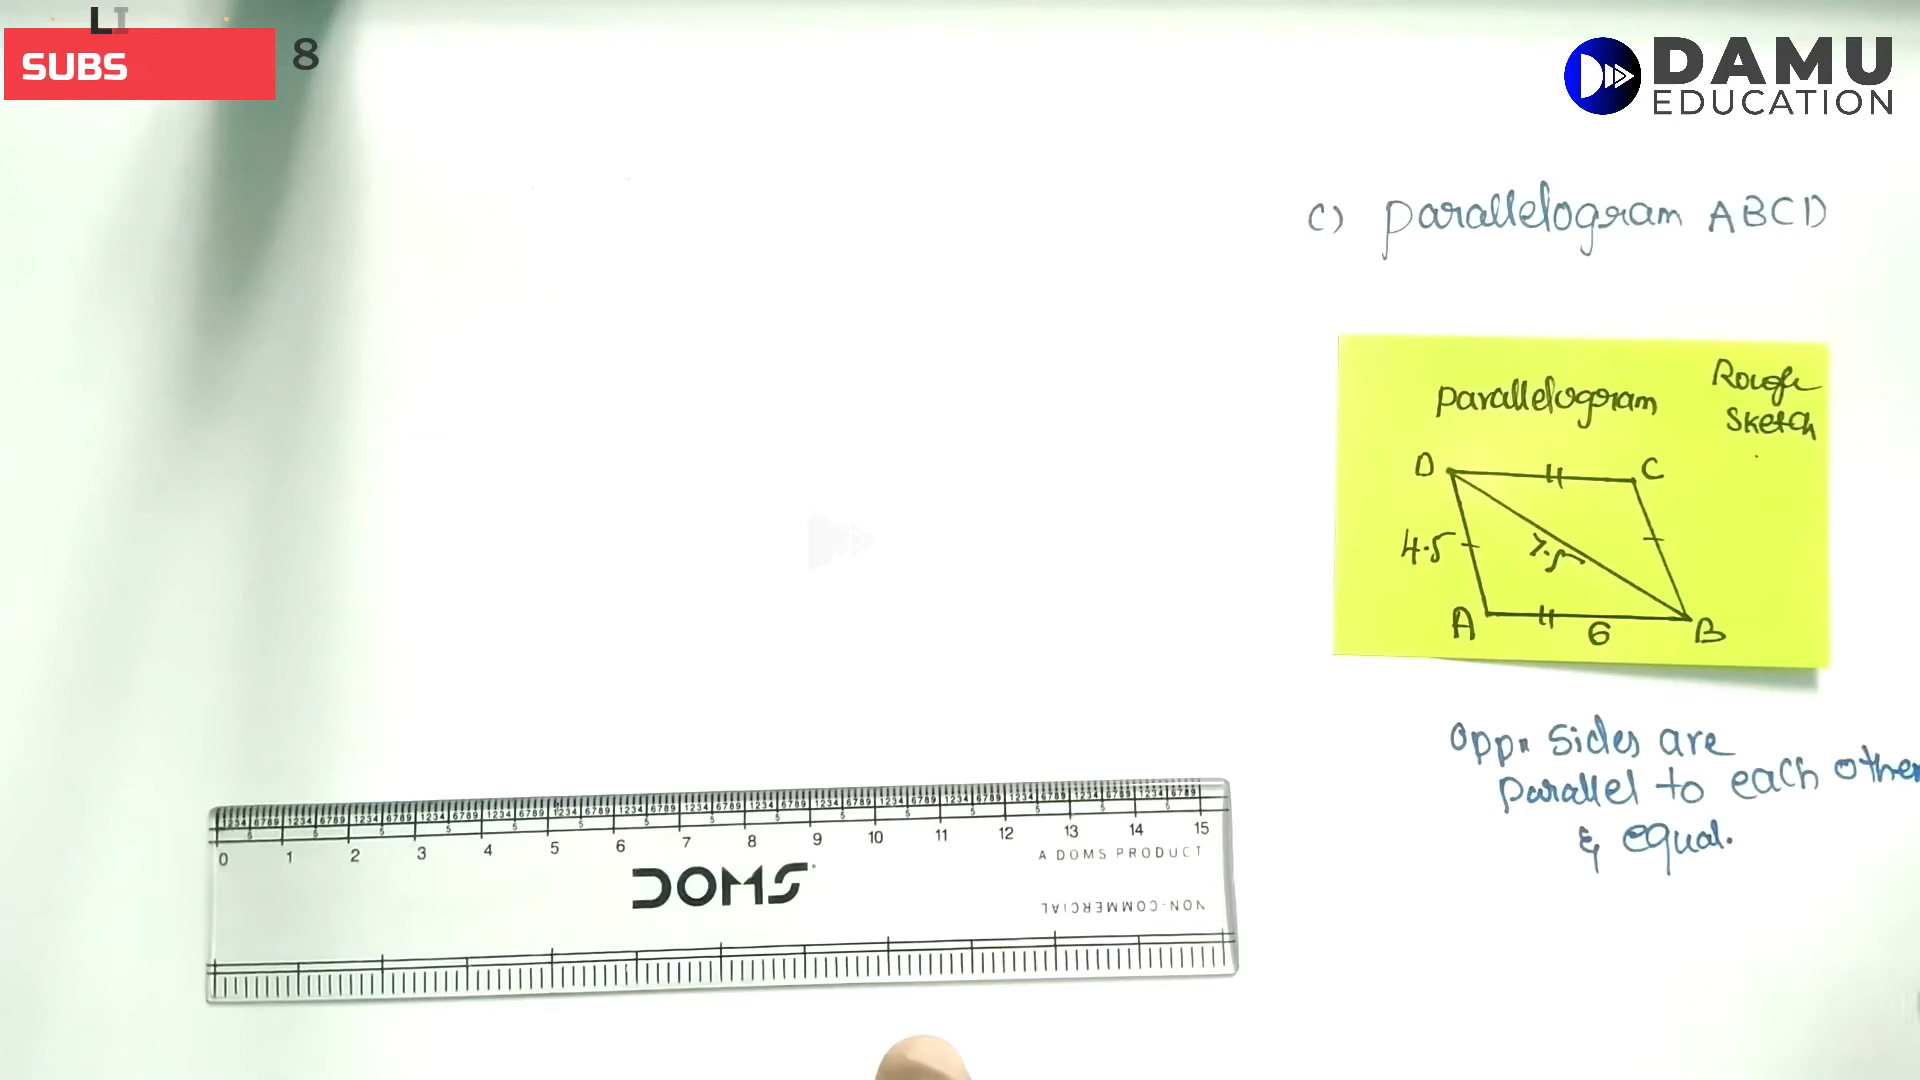 LI
SUBS
8
DAMU
EDUCATION
C) Parallelogram ABCD
Parallelogram
Rough
Sketch
D
C
4.5
7.5
A
6
B
Opp. Sides are
Parallel to each other
& equal.
0 1 2 3 4 5 6 7 8 9 10 11 12 13 14 15
DOMS
A DOMS PRODUCT
NON-COMMERCIAL